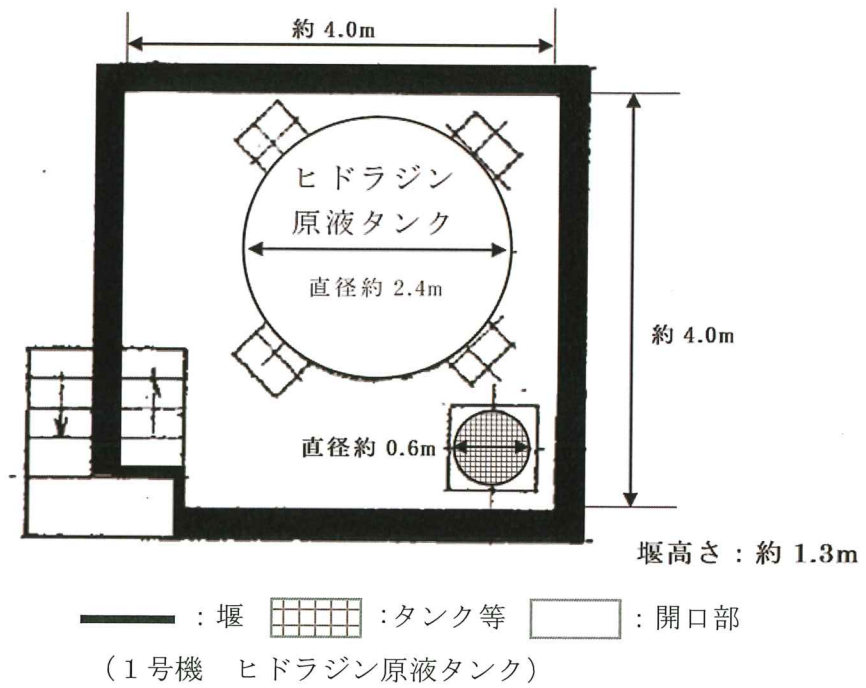 約 4.0m
ヒドラジン
原液タンク
直径約 2.4m
約 4.0m
直径約 0.6m
堰高さ：約 1.3m
：堰 ：タンク等 ：開口部
（１号機　ヒドラジン原液タンク）